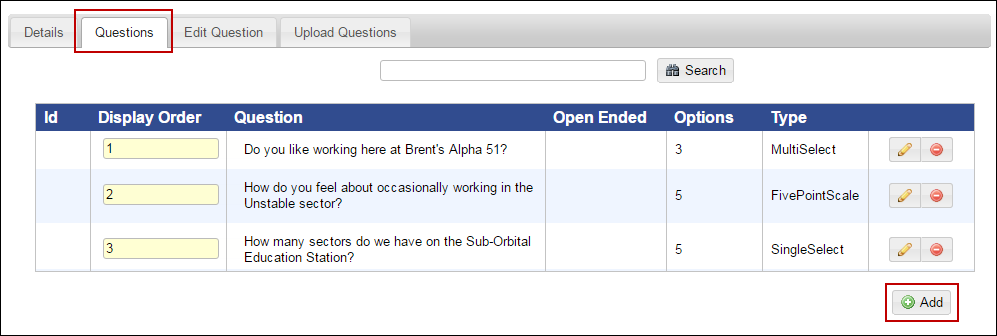 Details Questions Edit Question Upload Questions
Search
Id Display Order Question Open Ended Options Type
1 Do you like working here at Brent's Alpha 51? 3 MultiSelect
How do you feel about occasionally working in the
2 5 FivePointScale
Unstable sector?
How many sectors do we have on the Sub-Orbital
3 5 SingleSelect
Education Station?
Add